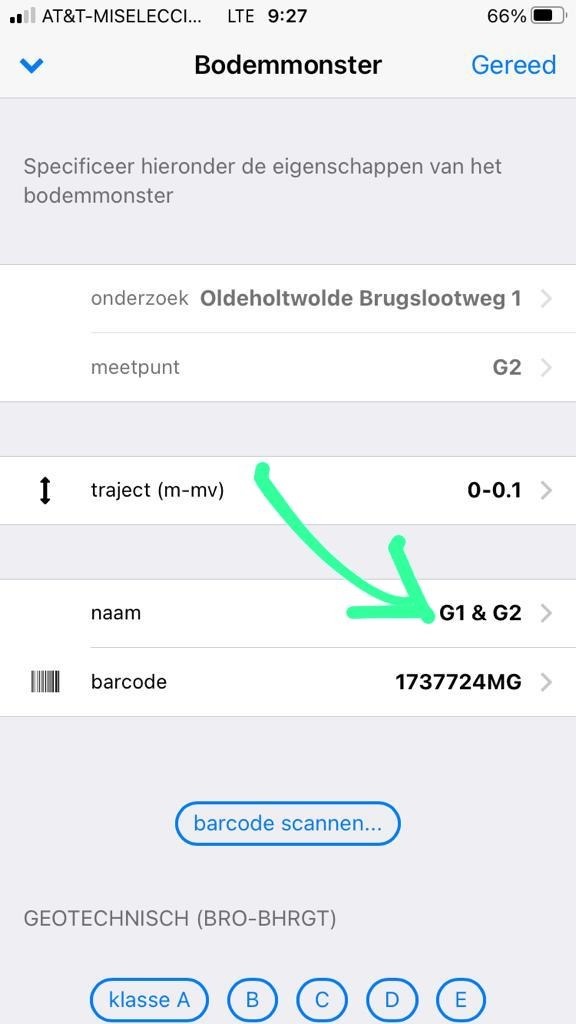 AT&T-MISELECCI... LTE 9:27 66%
Bodemmonster Gereed
Specificeer hieronder de eigenschappen van het
bodemmonster
onderzoek Oldeholtwolde Brugslootweg 1
meetpunt G2
traject (m-mv) 0-0.1
naam G1 & G2
barcode 1737724MG
barcode scannen...
GEOTECHNISCH (BRO-BHRGT)
klasse A B C D E